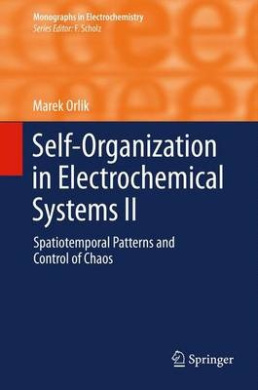 Monographs in Electrochemistry
Series Editor: F. Scholz
Marek Orlik
Self-Organization
in Electrochemical
Systems II
Spatiotemporal Patterns and
Control of Chaos
Springer